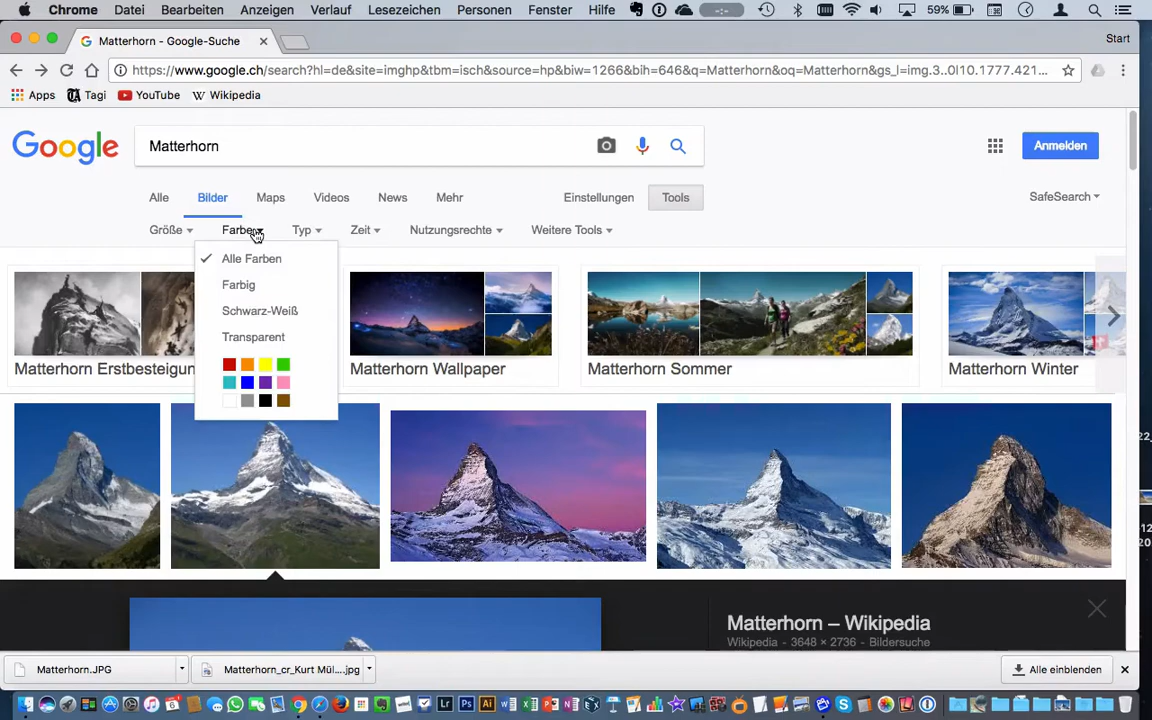 Chrome Datei Bearbeiten Anzeigen Verlauf Lesezeichen Personen Fenster Hilfe 59%
Matterhorn - Google-Suche
Start
https://www.google.ch/search?hl=de&site=imghp&tbm=isch&source=hp&biw=1266&bih=646&q=Matterhorn&oq=Matterhorn&gs_l=img.3..0l10.1777.421...
Apps Tagi YouTube Wikipedia
Google
Matterhorn
Anmelden
Alle Bilder Maps Videos News Mehr Einstellungen Tools SafeSearch
Größe Farbe Typ Zeit Nutzungsrechte Weitere Tools
Alle Farben
Farbig
Schwarz-Weiß
Transparent
Matterhorn Erstbesteigun Matterhorn Wallpaper Matterhorn Sommer Matterhorn Winter
Matterhorn – Wikipedia
Wikipedia - 3648 × 2736 - Bildersuche
Matterhorn.JPG Matterhorn_cr_Kurt Mül....jpg Alle einblenden